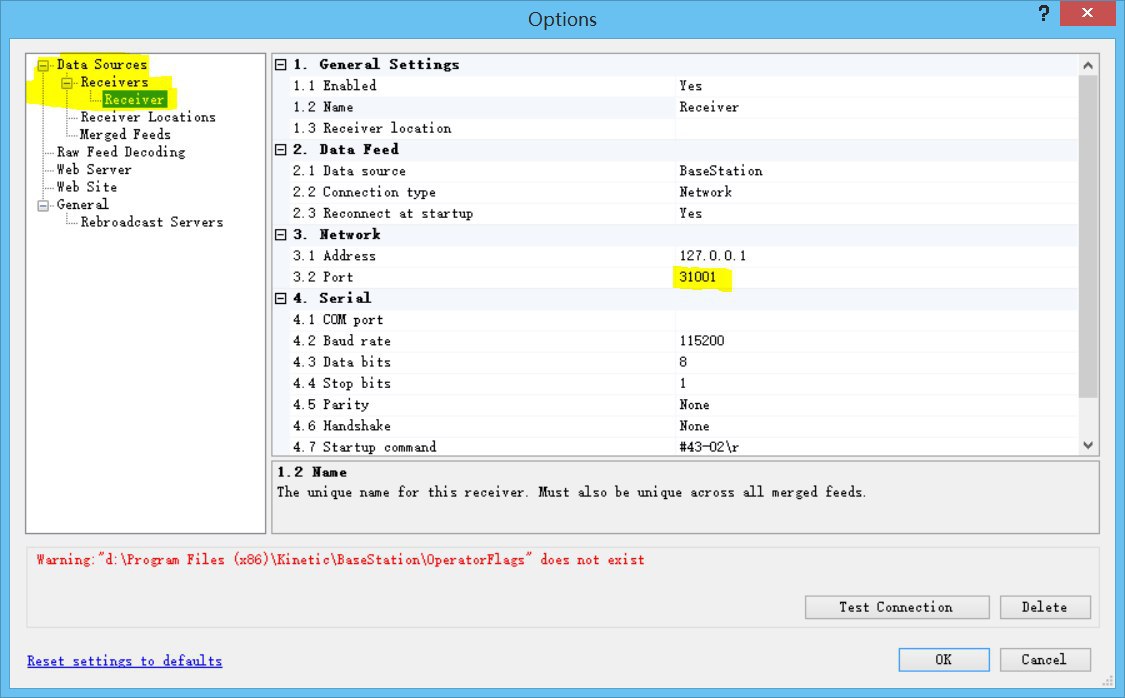 Options
?
Data Sources
Receivers
Receiver
Receiver Locations
Merged Feeds
Raw Feed Decoding
Web Server
Web Site
General
Rebroadcast Servers
1. General Settings
1.1 Enabled Yes
1.2 Name Receiver
1.3 Receiver location
2. Data Feed
2.1 Data source BaseStation
2.2 Connection type Network
2.3 Reconnect at startup Yes
3. Network
3.1 Address 127.0.0.1
3.2 Port 31001
4. Serial
4.1 COM port
4.2 Baud rate 115200
4.3 Data bits 8
4.4 Stop bits 1
4.5 Parity None
4.6 Handshake None
4.7 Startup command #43-02\r
1.2 Name
The unique name for this receiver. Must also be unique across all merged feeds.
Warning:"d:\Program Files (x86)\Kinetic\BaseStation\OperatorFlags" does not exist
Test Connection Delete
Reset settings to defaults OK Cancel